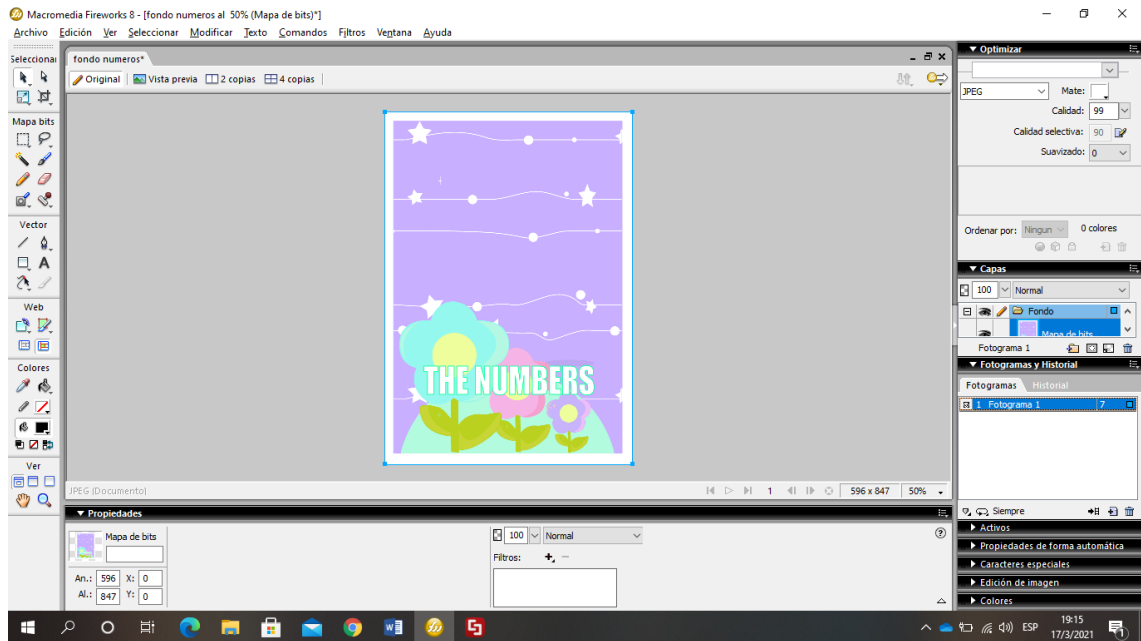 Macromedia Fireworks 8 - [fondo numeros al 50% (Mapa de bits)*]
Archivo Edición Ver Seleccionar Modificar Texto Comandos Filtros Ventana Ayuda
Seleccionar
Mapa bits
Vector
A
Web
Colores
Ver
fondo numeros*
Original Vista previa 2 copias 4 copias
THE NUMBERS
JPEG (Documento)
1
596 x 847 50%
Propiedades
Mapa de bits
An.: 596 X: 0
Al.: 847 Y: 0
100 Normal
Filtros:
Optimizar
JPEG Mate:
Calidad: 99
Calidad selectiva: 90
Suavizado: 0
Ordenar por: Ningun 0 colores
Capas
100 Normal
Fondo
Mapa de bits
Fotograma 1
Fotogramas y Historial
Fotogramas Historial
1 Fotograma 1 7
Siempre
Activos
Propiedades de forma automática
Caracteres especiales
Edición de imagen
Colores
ESP
19:15
17/3/2021
1